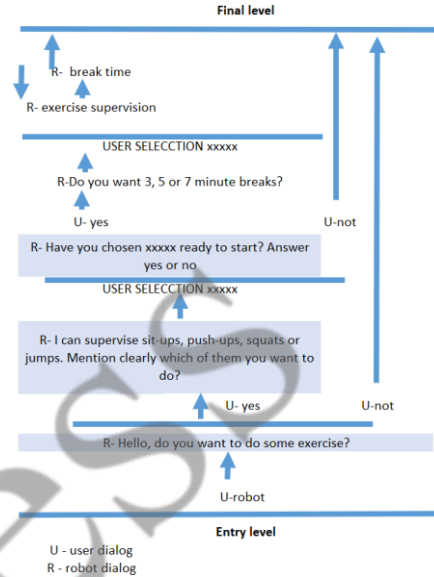 Final level
R- break time
R- exercise supervision
USER SELECCTION xxxxx
R-Do you want 3, 5 or 7 minute breaks?
U- yes
U-not
R- Have you chosen xxxxx ready to start? Answer
yes or no
USER SELECCTION xxxxx
R- I can supervise sit-ups, push-ups, squats or
jumps. Mention clearly which of them you want to
do?
U- yes
U-not
R- Hello, do you want to do some exercise?
U-robot
Entry level
U - user dialog
R - robot dialog
ESS